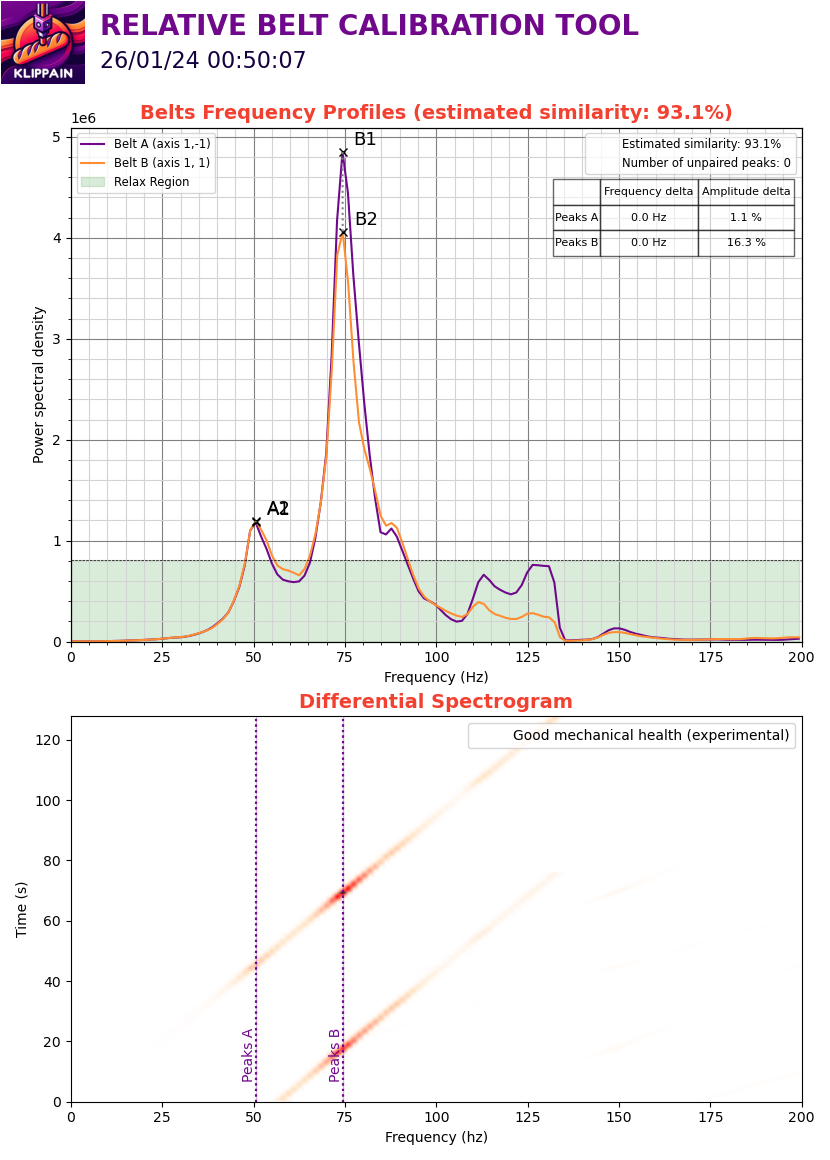 KLIPPAIN
RELATIVE BELT CALIBRATION TOOL
26/01/24 00:50:07
Belts Frequency Profiles (estimated similarity: 93.1%)
1e6
Belt A (axis 1,-1)
Belt B (axis 1, 1)
Relax Region
Estimated similarity: 93.1%
Number of unpaired peaks: 0
Frequency delta Amplitude delta
Peaks A 0.0 Hz 1.1 %
Peaks B 0.0 Hz 16.3 %
B1
B2
A1
A2
Power spectral density
5
4
3
2
1
0
0 25 50 75 100 125 150 175 200
Frequency (Hz)
Differential Spectrogram
Good mechanical health (experimental)
Time (s)
120
100
80
60
40
20
0
Peaks A
Peaks B
0 25 50 75 100 125 150 175 200
Frequency (hz)